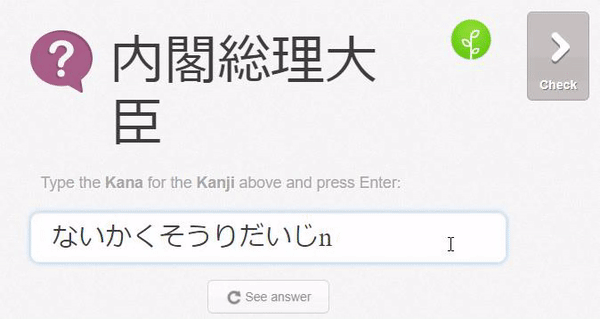 ?
内閣総理大
臣
Check
Type the Kana for the Kanji above and press Enter:
ないかくそうりだいじn
See answer